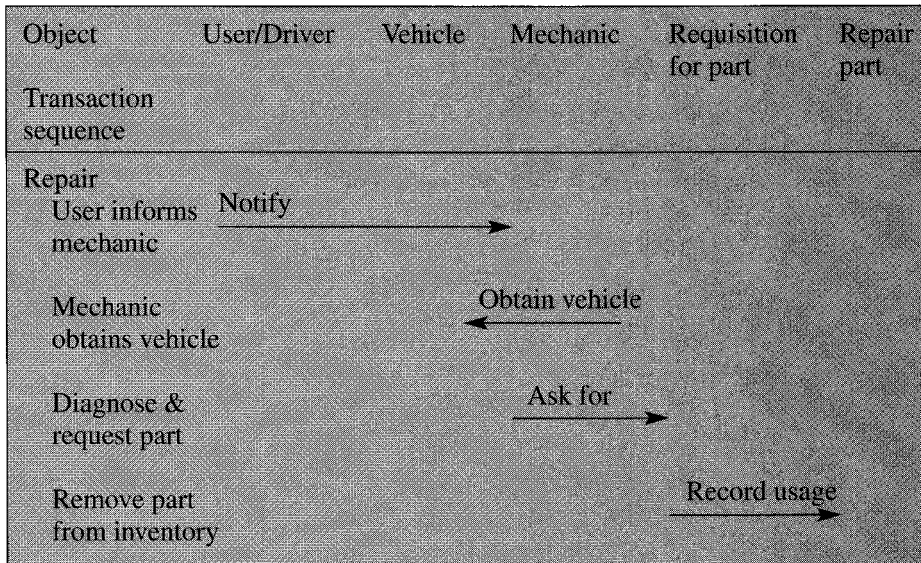 Object User/Driver Vehicle Mechanic Requisition Repair
for part part
Transaction
sequence
Repair
User informs Notify
mechanic
Mechanic Obtain vehicle
obtains vehicle
Diagnose & Ask for
request part
Remove part Record usage
from inventory